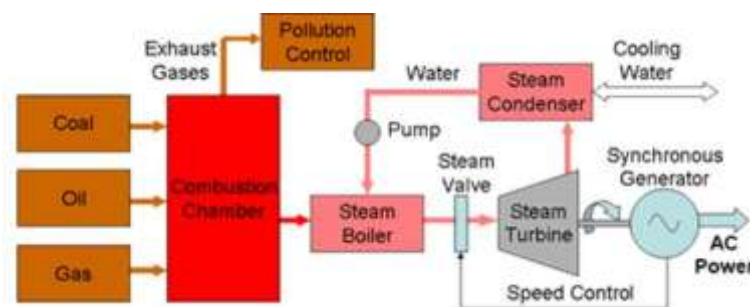 Pollution
Control
Exhaust
Gases
Cooling
Water
Water
Steam
Condenser
Coal
Pump
Steam
Valve
Synchronous
Generator
Oil
Combustion
Chamber
Steam
Boiler
Steam
Turbine
AC
Power
Gas
Speed Control